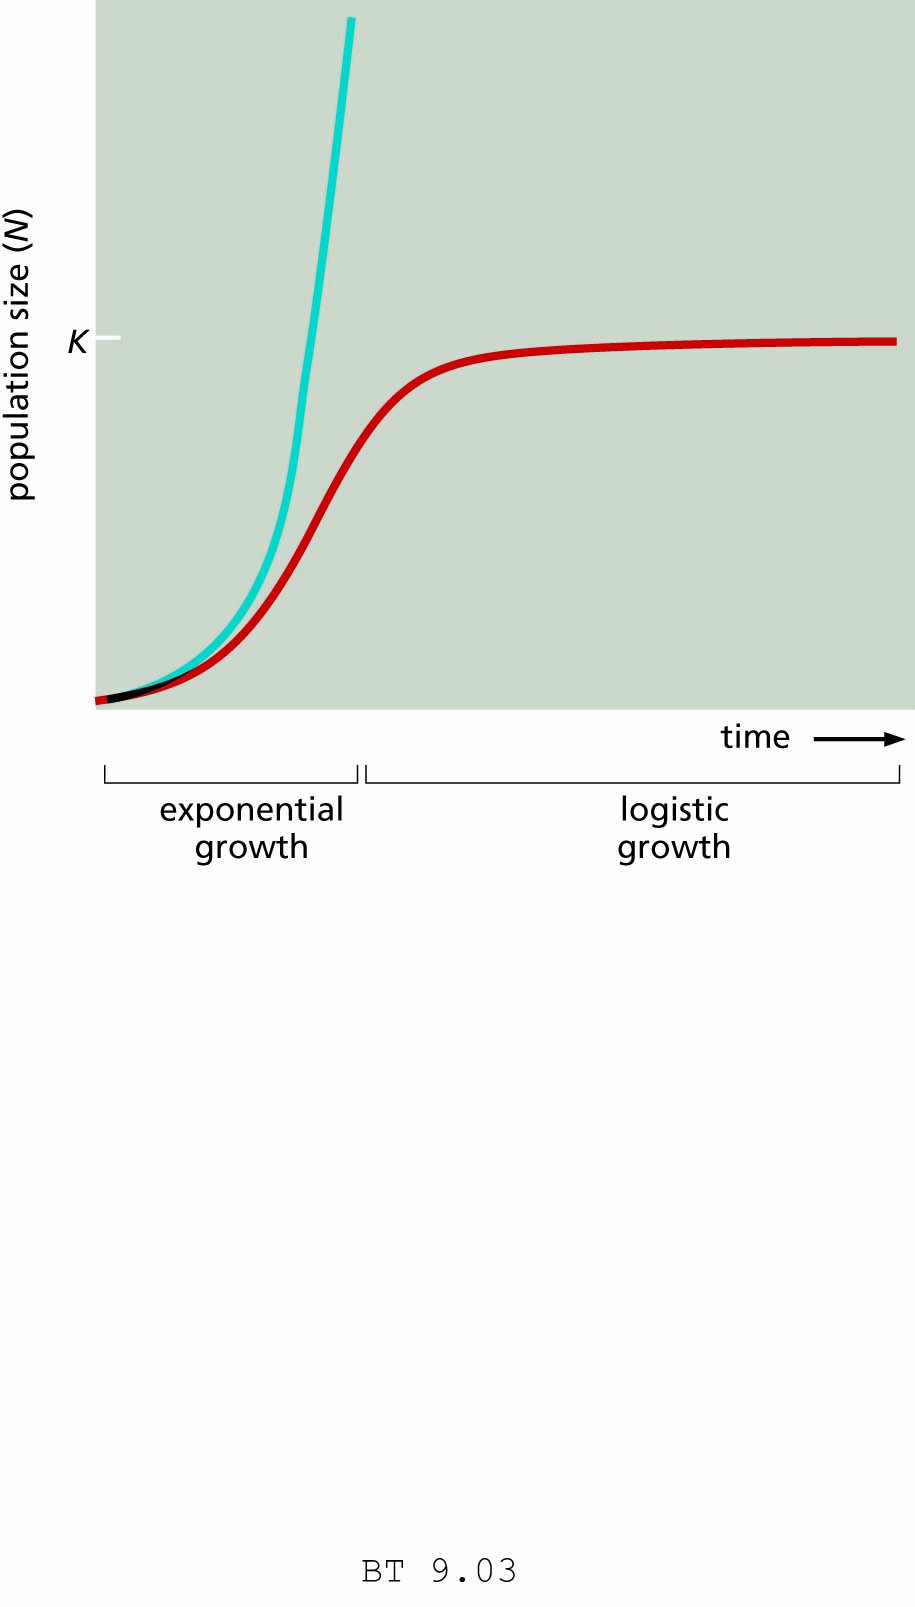 population size (N)
K
time
exponential
growth
logistic
growth
BT 9.03